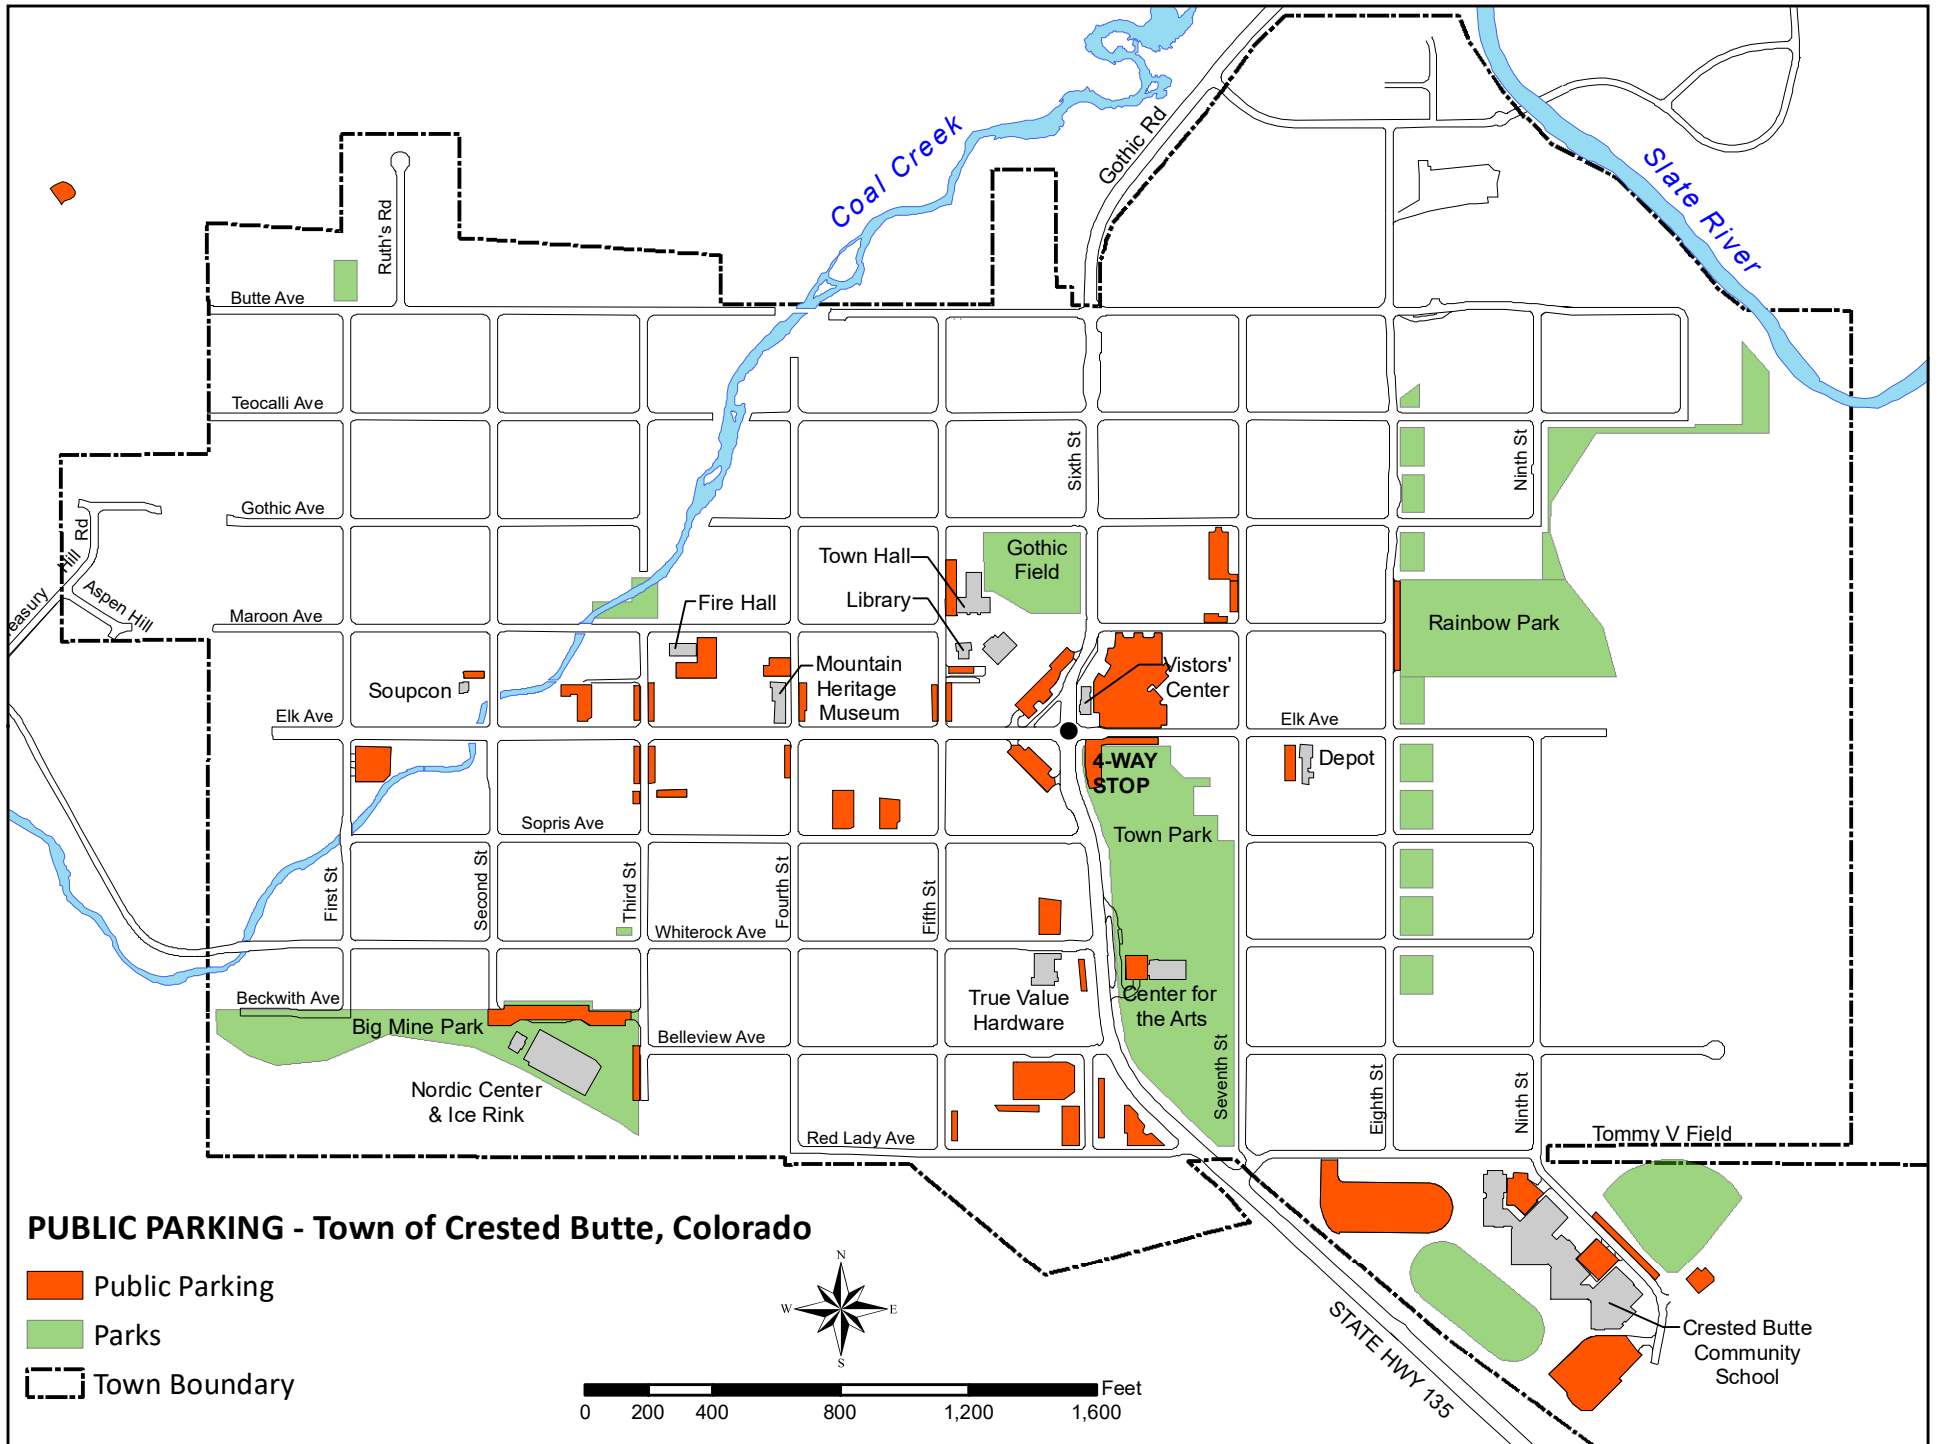 Coal Creek
Gothic Rd
Slate River
Ruth's Rd
Butte Ave
Teocalli Ave
Sixth St
Ninth St
Gothic Ave
Hill Rd
Aspen Hill
easury
Town Hall
Gothic
Field
Library
Fire Hall
Maroon Ave
Rainbow Park
Soupcon
Mountain
Heritage
Museum
Vistors'
Center
Elk Ave
Elk Ave
4-WAY
STOP
Depot
Sopris Ave
Town Park
First St
Second St
Third St
Fourth St
Fifth St
Whiterock Ave
Beckwith Ave
Big Mine Park
True Value
Hardware
Center for
the Arts
Belleview Ave
Nordic Center
& Ice Rink
Seventh St
Eighth St
Ninth St
Red Lady Ave
Tommy V Field
PUBLIC PARKING - Town of Crested Butte, Colorado
Public Parking
Parks
Town Boundary
N
W
E
S
Feet
0 200 400 800 1,200 1,600
STATE HWY 135
Crested Butte
Community
School